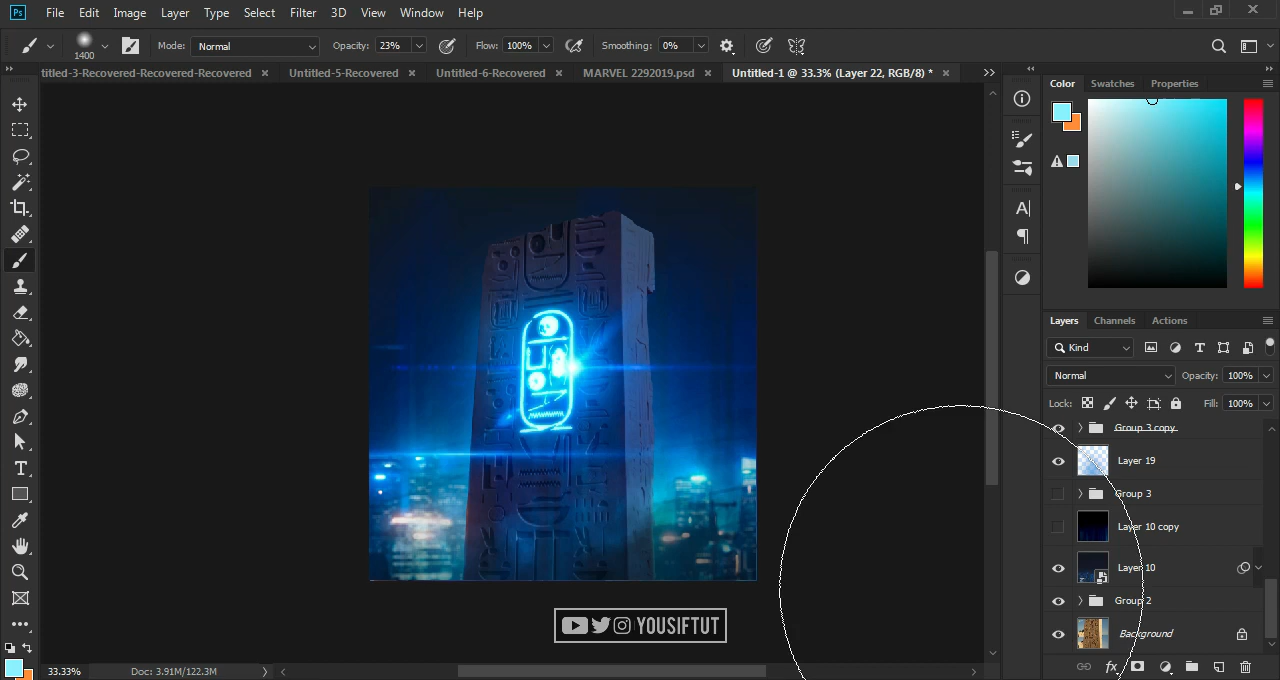 Ps File Edit Image Layer Type Select Filter 3D View Window Help
1400 Mode: Normal Opacity: 23% Flow: 100% Smoothing: 0%
titled-3-Recovered-Recovered-Recovered × Untitled-5-Recovered × Untitled-6-Recovered × MARVEL 2292019.psd × Untitled-1 @ 33.3% (Layer 22, RGB/8) * ×
Color Swatches Properties
Layers Channels Actions
Kind
Normal Opacity: 100%
Lock: Fill: 100%
Group 3 copy
Layer 19
Group 3
Layer 10 copy
Layer 10
Group 2
Background
YOUSIFTUT
33.33% Doc: 3.91M/122.3M